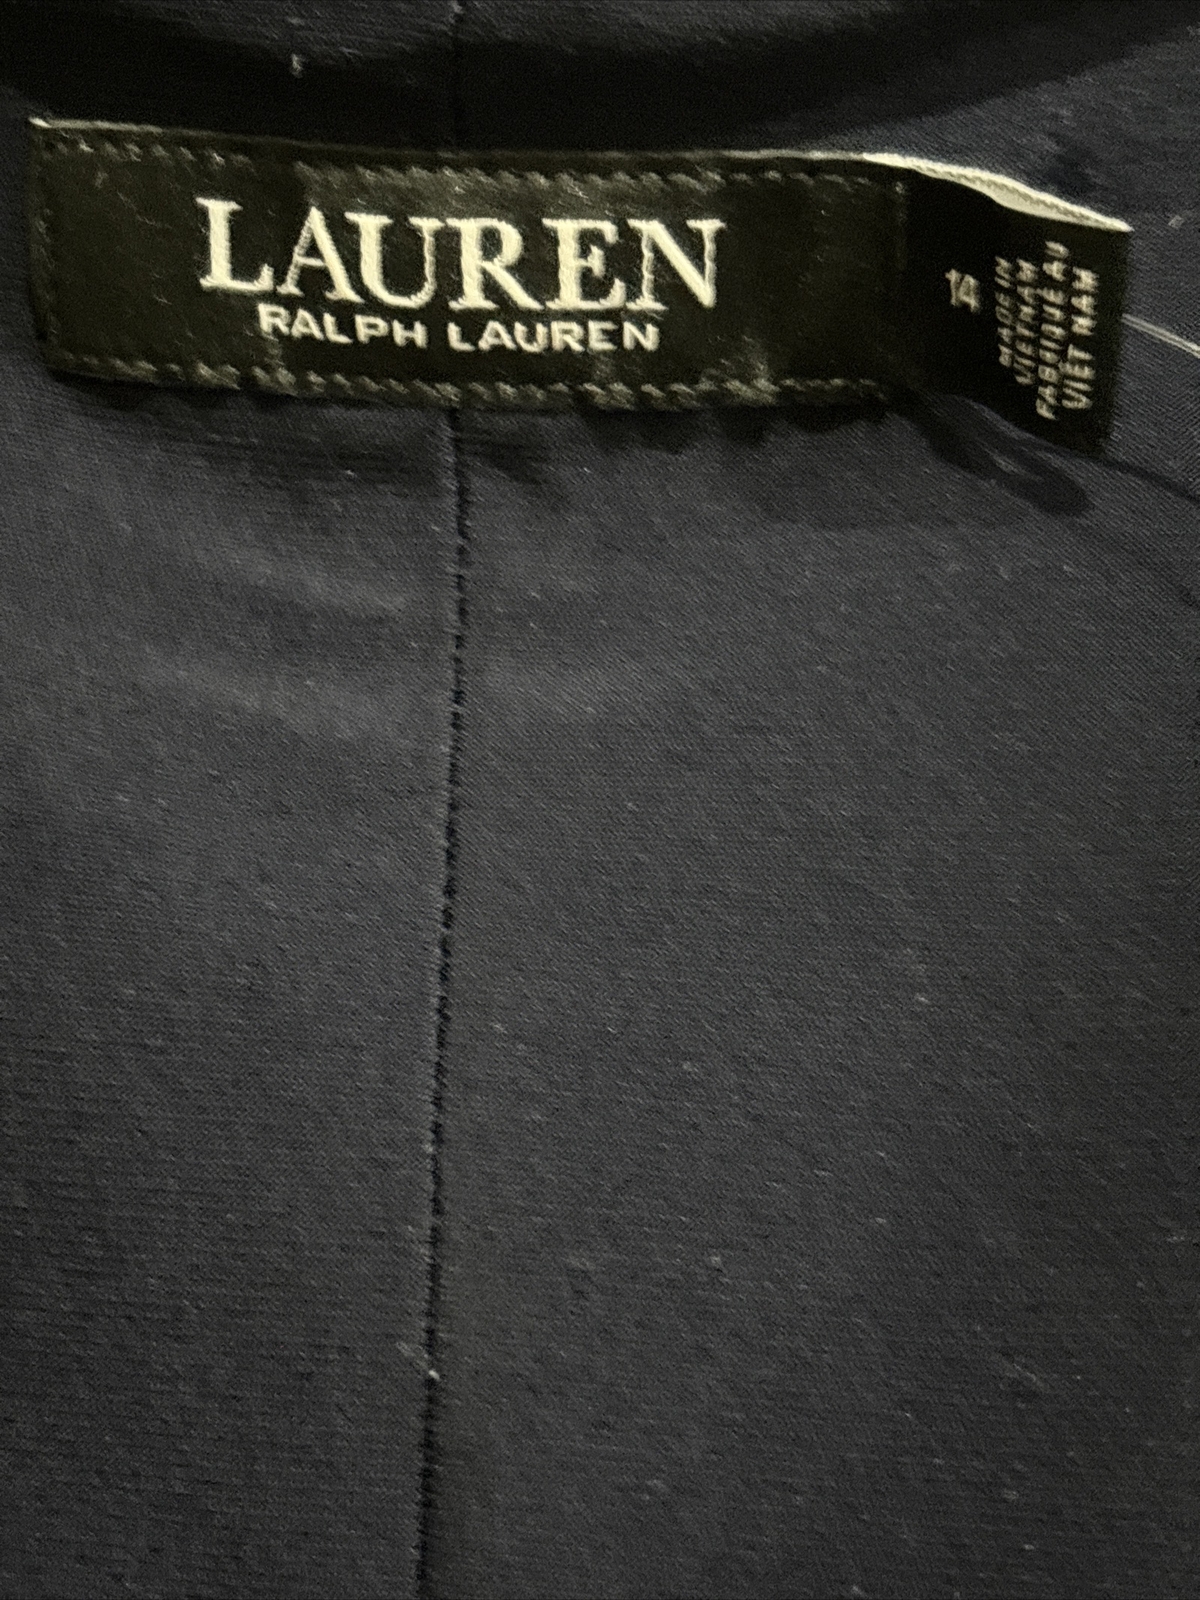 LAUREN
RALPH LAUREN
14
MADE IN
VIETNAM
FABRIQUÉ AU
VIET NAM